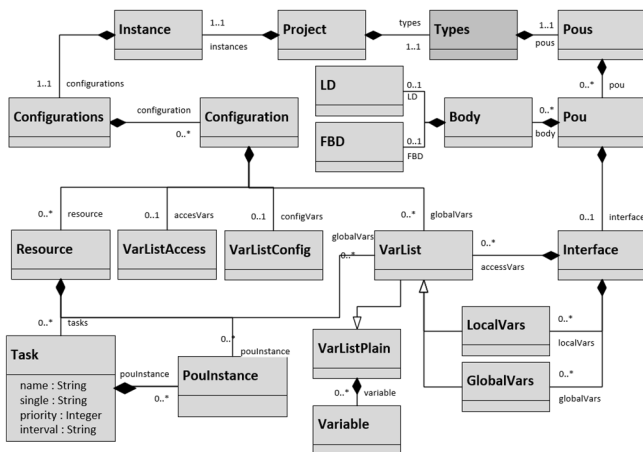 1..1
types
1..1
Instance
Project
Types
Pous
instances
1..1
pous
1..1
configurations
LD
0..1
LD
0..*
pou
configuration
0..*
Configurations
Configuration
Body
body
Pou
0..*
FBD
0..1
FBD
0..*
resource
0..1
accesVars
0..1
configVars
0..*
globalVars
0..1
interface
Resource
VarListAccess
VarListConfig
globalVars
0..*
VarList
0..*
accessVars
Interface
0..*
tasks
0..*
pouInstance
LocalVars
0..*
localVars
Task
name : String
single : String
priority : Integer
interval : String
pouInstance
0..*
PouInstance
VarListPlain
0..*
variable
GlobalVars
0..*
globalVars
Variable